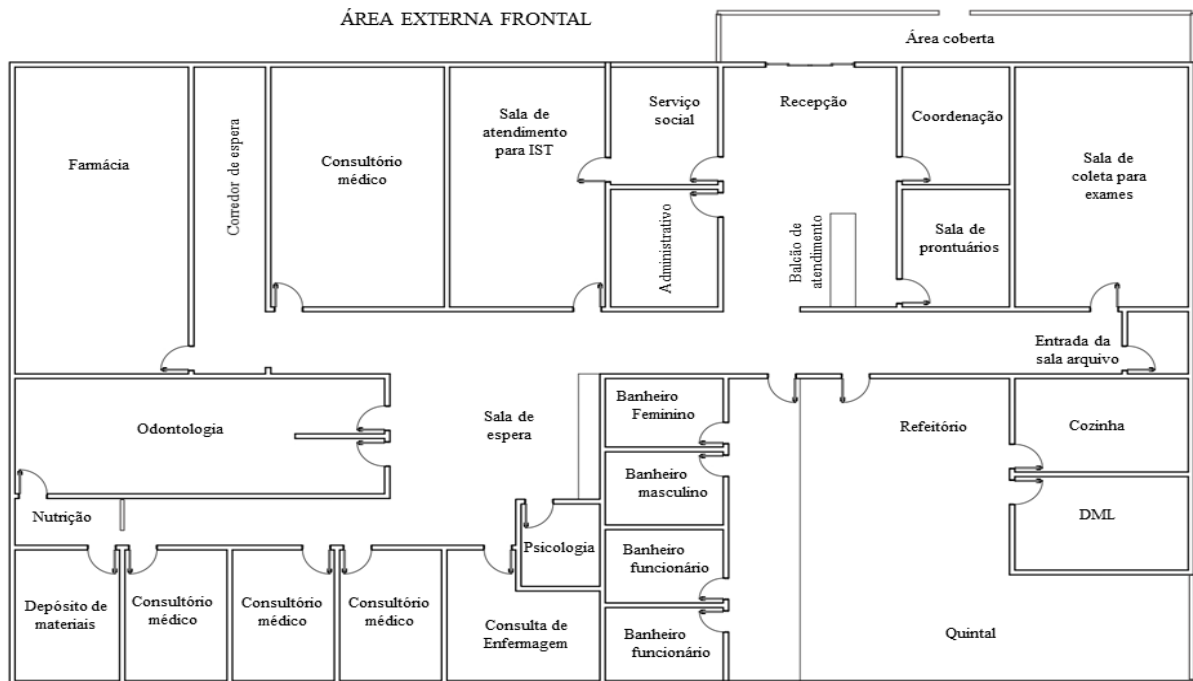 ÁREA EXTERNA FRONTAL
Área coberta
Farmácia
Corredor de espera
Consultório
médico
Sala de
atendimento
para IST
Serviço
social
Administrativo
Recepção
Balcão de
atendimento
Coordenação
Sala de
prontuários
Sala de
coleta para
exames
Entrada da
sala arquivo
Odontologia
Sala de
espera
Banheiro
Feminino
Refeitório
Cozinha
Banheiro
masculino
DML
Nutrição
Psicologia
Banheiro
funcionário
Depósito de
materiais
Consultório
médico
Consultório
médico
Consultório
médico
Consulta de
Enfermagem
Banheiro
funcionário
Quintal